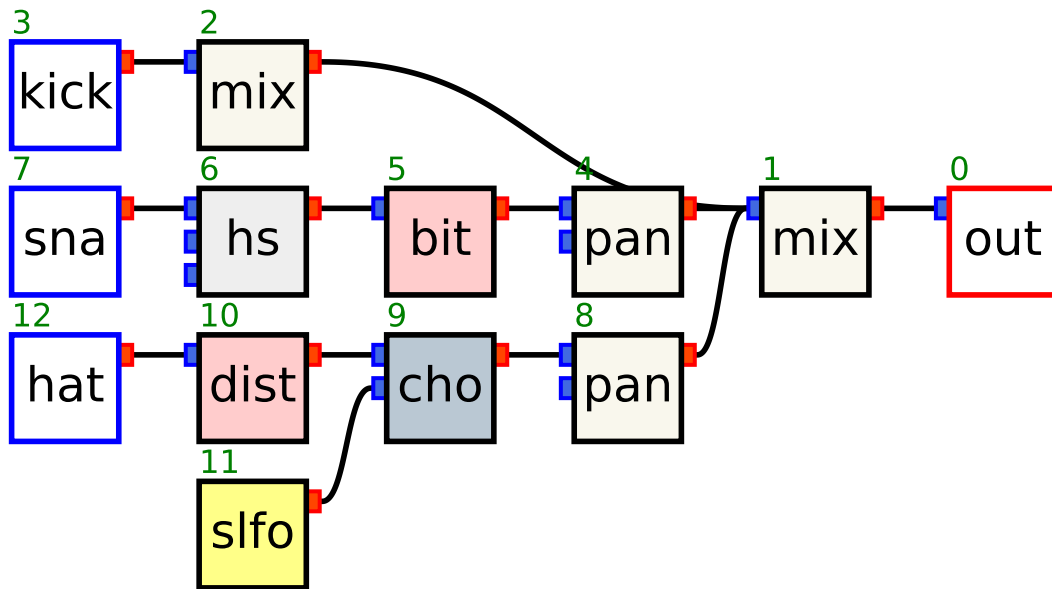 3 2
kick mix
7 6 5 4 1 0
sna hs bit pan mix out
12 10 9 8
hat dist cho pan
11
slfo